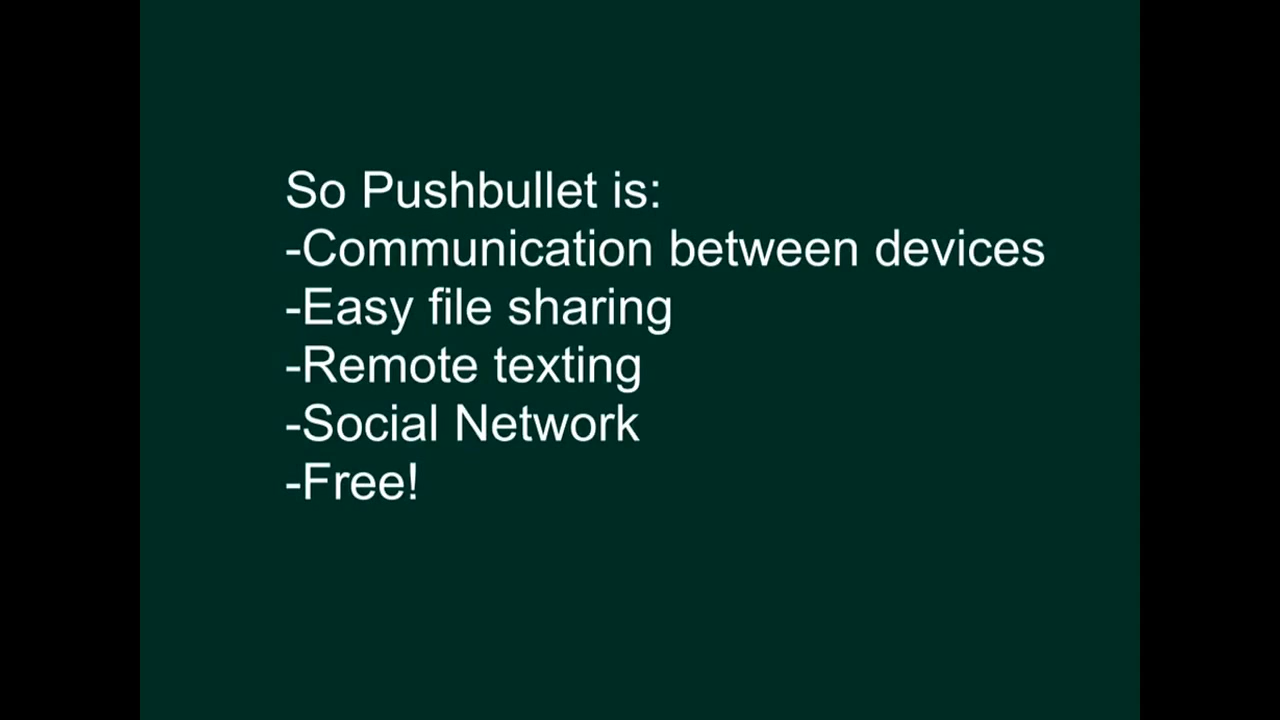 So Pushbullet is:
-Communication between devices
-Easy file sharing
-Remote texting
-Social Network
-Free!